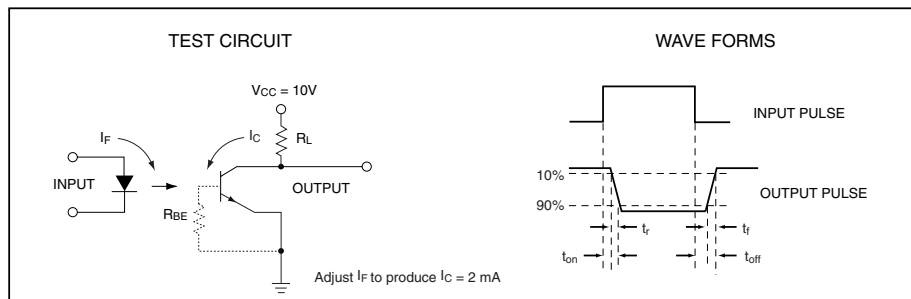 TEST CIRCUIT
WAVE FORMS
VCC = 10V
IF
IC
RL
INPUT
OUTPUT
RBE
Adjust IF to produce IC = 2 mA
INPUT PULSE
10%
OUTPUT PULSE
90%
tr
tf
ton
toff